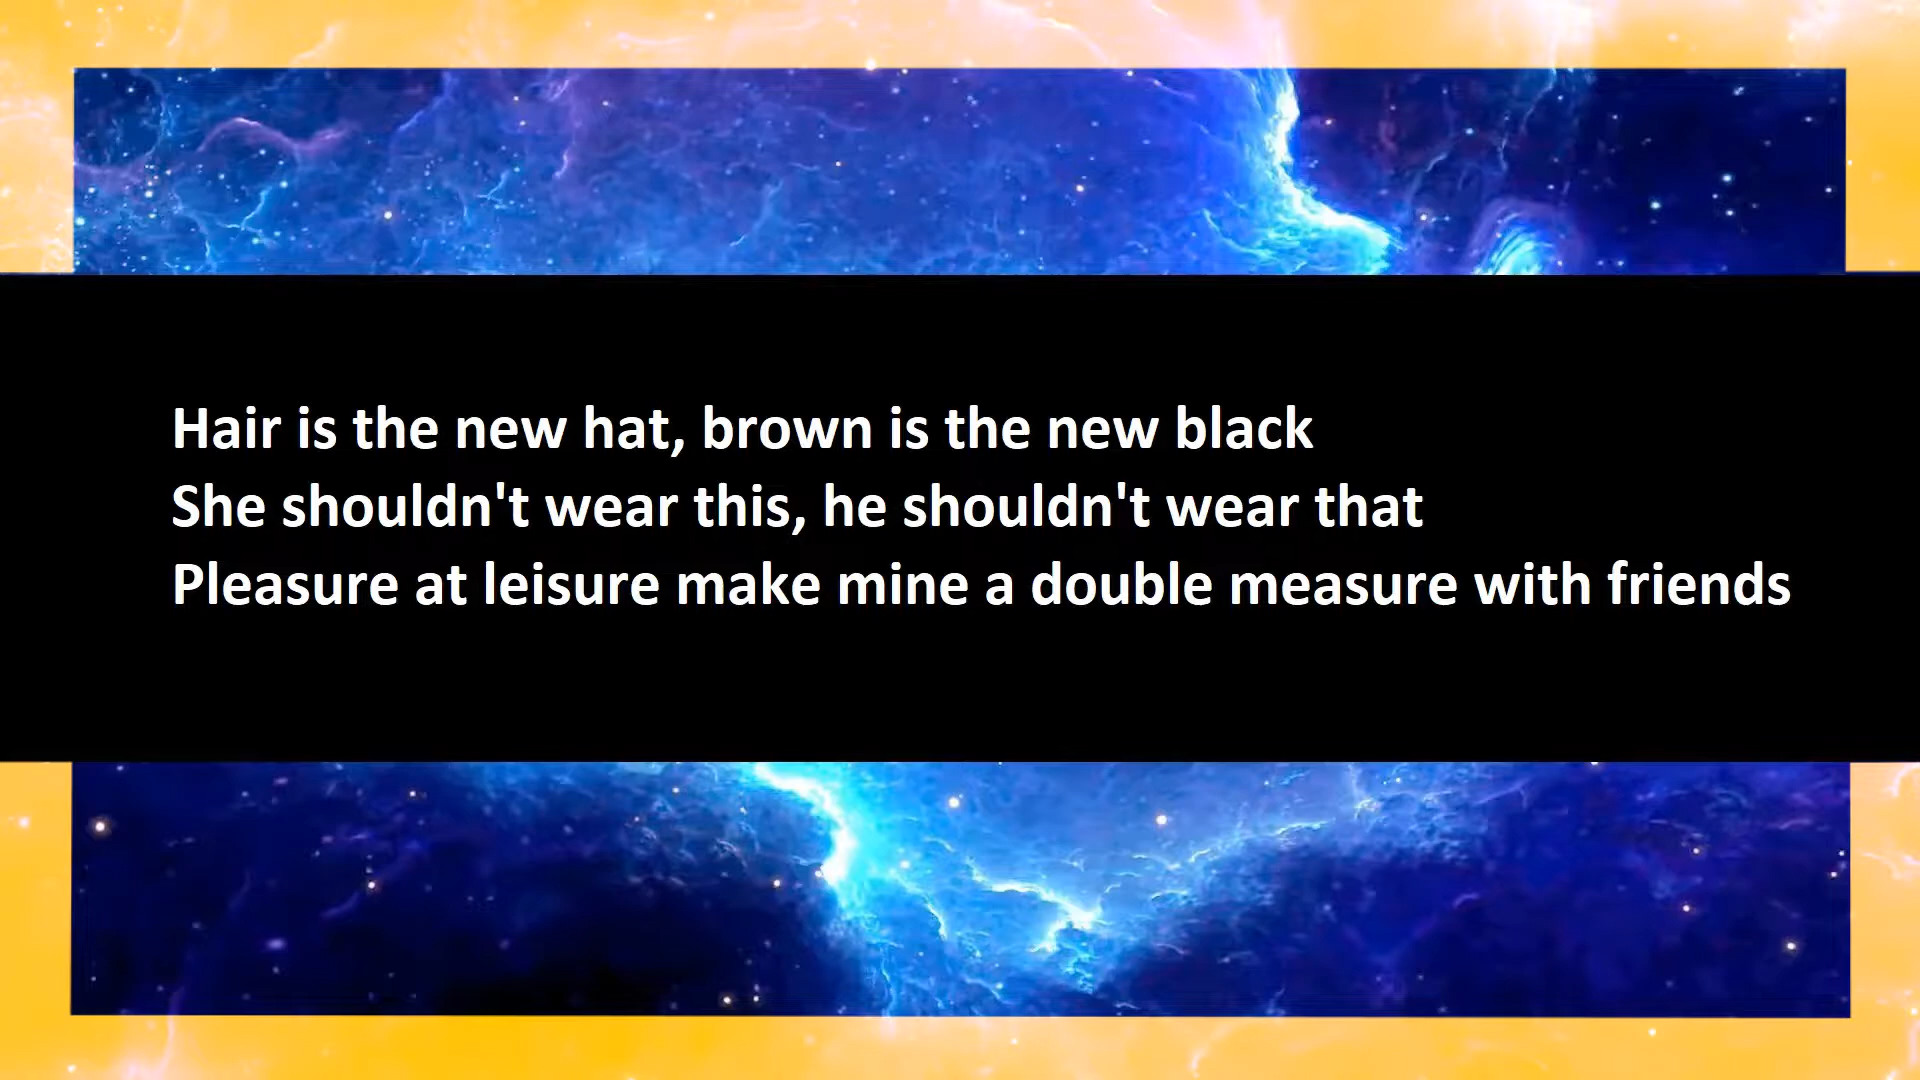 Hair is the new hat, brown is the new black
She shouldn't wear this, he shouldn't wear that
Pleasure at leisure make mine a double measure with friends